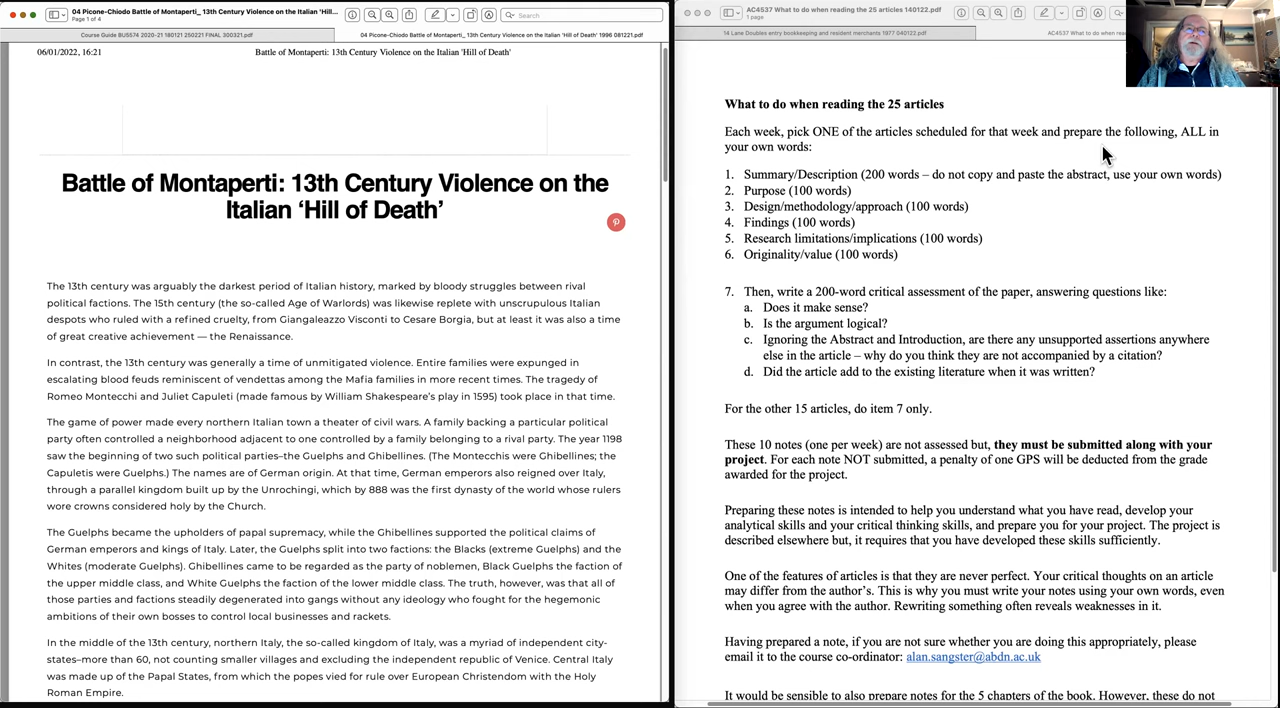 04 Picone-Chiodo Battle of Montaperti_ 13th Century Violence on the Italian 'Hill...
Page 1 of 4
Search
Course Guide BUS574 2020-21 180121 250221 FINAL 300321.pdf
04 Picone-Chiodo Battle of Montaperti_ 13th Century Violence on the Italian 'Hill of Death' 1996 081221.pdf
06/01/2022, 16:21
Battle of Montaperti: 13th Century Violence on the Italian 'Hill of Death'
Battle of Montaperti: 13th Century Violence on the
Italian ‘Hill of Death’
The 13th century was arguably the darkest period of Italian history, marked by bloody struggles between rival
political factions. The 15th century (the so-called Age of Warlords) was likewise replete with unscrupulous Italian
despots who ruled with a refined cruelty, from Giangaleazzo Visconti to Cesare Borgia, but at least it was also a time
of great creative achievement — the Renaissance.
In contrast, the 13th century was generally a time of unmitigated violence. Entire families were expunged in
escalating blood feuds reminiscent of vendettas among the Mafia families in more recent times. The tragedy of
Romeo Montecchi and Juliet Capuleti (made famous by William Shakespeare's play in 1595) took place in that time.
The game of power made every northern Italian town a theater of civil wars. A family backing a particular political
party often controlled a neighborhood adjacent to one controlled by a family belonging to a rival party. The year 1198
saw the beginning of two such political parties–the Guelphs and Ghibellines. (The Montecchis were Ghibellines; the
Capuletis were Guelphs.) The names are of German origin. At that time, German emperors also reigned over Italy,
through a parallel kingdom built up by the Unrochingi, which by 888 was the first dynasty of the world whose rulers
wore crowns considered holy by the Church.
The Guelphs became the upholders of papal supremacy, while the Ghibellines supported the political claims of
German emperors and kings of Italy. Later, the Guelphs split into two factions: the Blacks (extreme Guelphs) and the
Whites (moderate Guelphs). Ghibellines came to be regarded as the party of noblemen, Black Guelphs the faction of
the upper middle class, and White Guelphs the faction of the lower middle class. The truth, however, was that all of
those parties and factions steadily degenerated into gangs without any ideology who fought for the hegemonic
ambitions of their own bosses to control local businesses and rackets.
In the middle of the 13th century, northern Italy, the so-called kingdom of Italy, was a myriad of independent city-
states–more than 60, not counting smaller villages and excluding the independent republic of Venice. Central Italy
was made up of the Papal States, from which the popes vied for rule over European Christendom with the Holy
Roman Empire.
AC4537 What to do when reading the 25 articles 140122.pdf
1 page
14 Lane Doubles entry bookkeeping and resident merchants 1977 040122.pdf
AC4537 What to do when rea
What to do when reading the 25 articles
Each week, pick ONE of the articles scheduled for that week and prepare the following, ALL in
your own words:
1. Summary/Description (200 words – do not copy and paste the abstract, use your own words)
2. Purpose (100 words)
3. Design/methodology/approach (100 words)
4. Findings (100 words)
5. Research limitations/implications (100 words)
6. Originality/value (100 words)
7. Then, write a 200-word critical assessment of the paper, answering questions like:
a. Does it make sense?
b. Is the argument logical?
c. Ignoring the Abstract and Introduction, are there any unsupported assertions anywhere
else in the article – why do you think they are not accompanied by a citation?
d. Did the article add to the existing literature when it was written?
For the other 15 articles, do item 7 only.
These 10 notes (one per week) are not assessed but, they must be submitted along with your
project. For each note NOT submitted, a penalty of one GPS will be deducted from the grade
awarded for the project.
Preparing these notes is intended to help you understand what you have read, develop your
analytical skills and your critical thinking skills, and prepare you for your project. The project is
described elsewhere but, it requires that you have developed these skills sufficiently.
One of the features of articles is that they are never perfect. Your critical thoughts on an article
may differ from the author's. This is why you must write your notes using your own words, even
when you agree with the author. Rewriting something often reveals weaknesses in it.
Having prepared a note, if you are not sure whether you are doing this appropriately, please
email it to the course co-ordinator: alan.sangster@abdn.ac.uk
It would be sensible to also prepare notes for the 5 chapters of the book. However, these do not